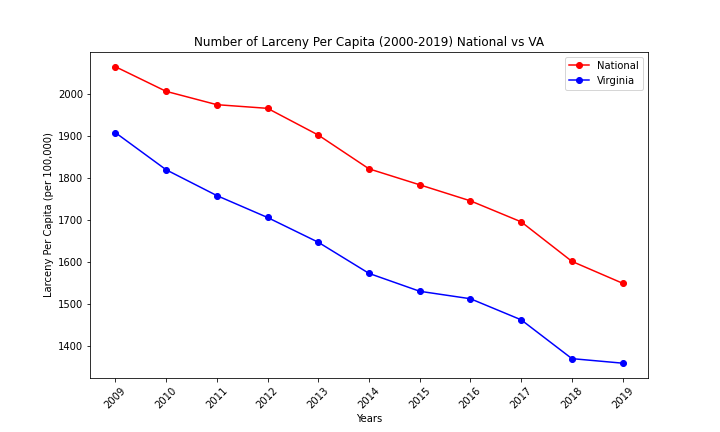 Number of Larceny Per Capita (2000-2019) National vs VA
National
Virginia
Larceny Per Capita (per 100,000)
2000
1900
1800
1700
1600
1500
1400
2009 2010 2011 2012 2013 2014 2015 2016 2017 2018 2019
Years